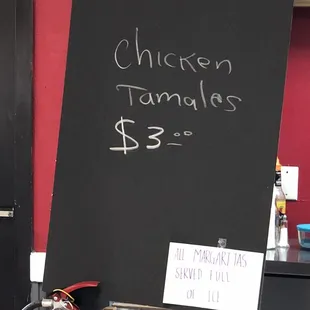 Chicken
Tamales
$3.00
ALL MARGARITAS
SERVED FULL
OF ICE